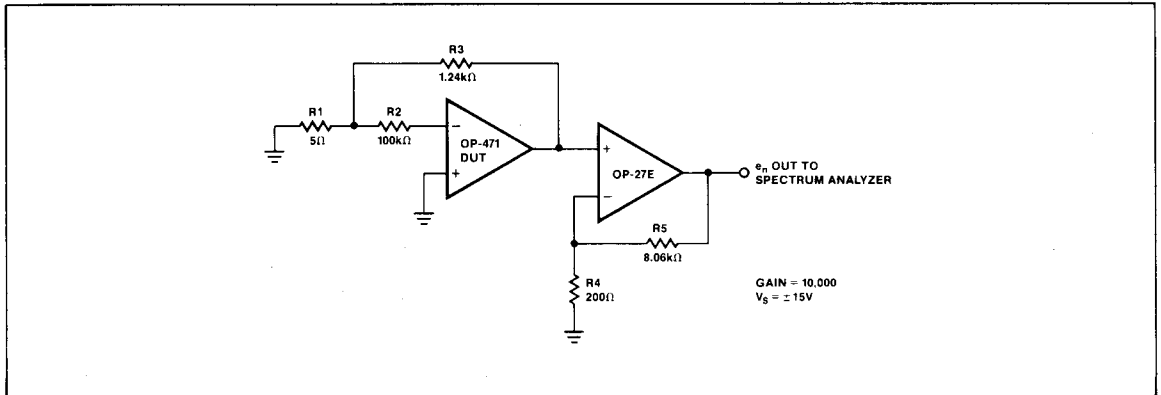 R3
1.24kΩ
R1
5Ω
R2
100kΩ
−
OP-471
DUT
+
+
OP-27E
−
en OUT TO
SPECTRUM ANALYZER
R5
8.06kΩ
R4
200Ω
GAIN = 10,000
VS = ±15V